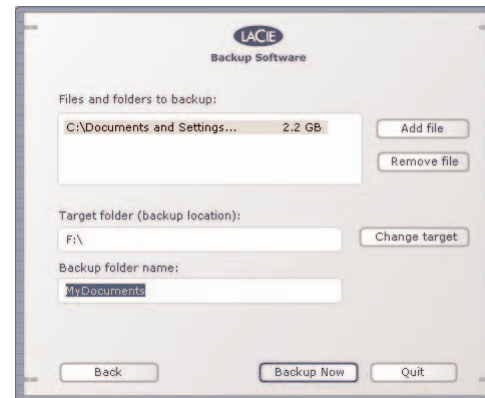 LACIE
Backup Software
Files and folders to backup:
C:\Documents and Settings... 2.2 GB
Add file
Remove file
Target folder (backup location):
F:\
Change target
Backup folder name:
MyDocuments
Back
Backup Now
Quit